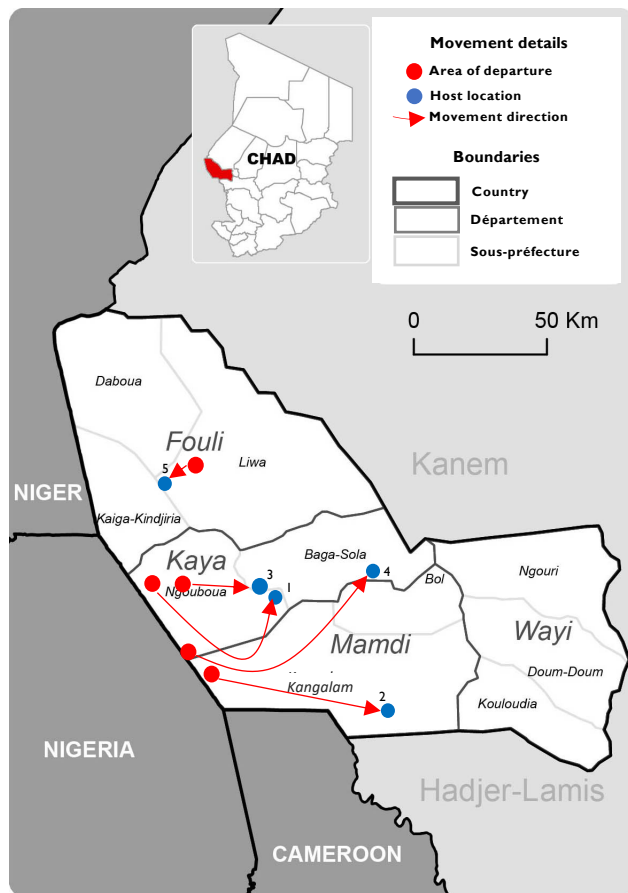 Movement details
Area of departure
Host location
Movement direction
Boundaries
Country
Département
Sous-préfecture
CHAD
0 50 Km
Daboua
Fouli
Liwa
Kanem
5
NIGER
Kaiga-Kindjiria
Kaya
Baga-Sola
Ngouboua
3
1
4
Bol
Ngouri
Mamdi
Wayi
Doum-Doum
Kangalam
Kouloudia
2
NIGERIA
Hadjer-Lamis
CAMEROON